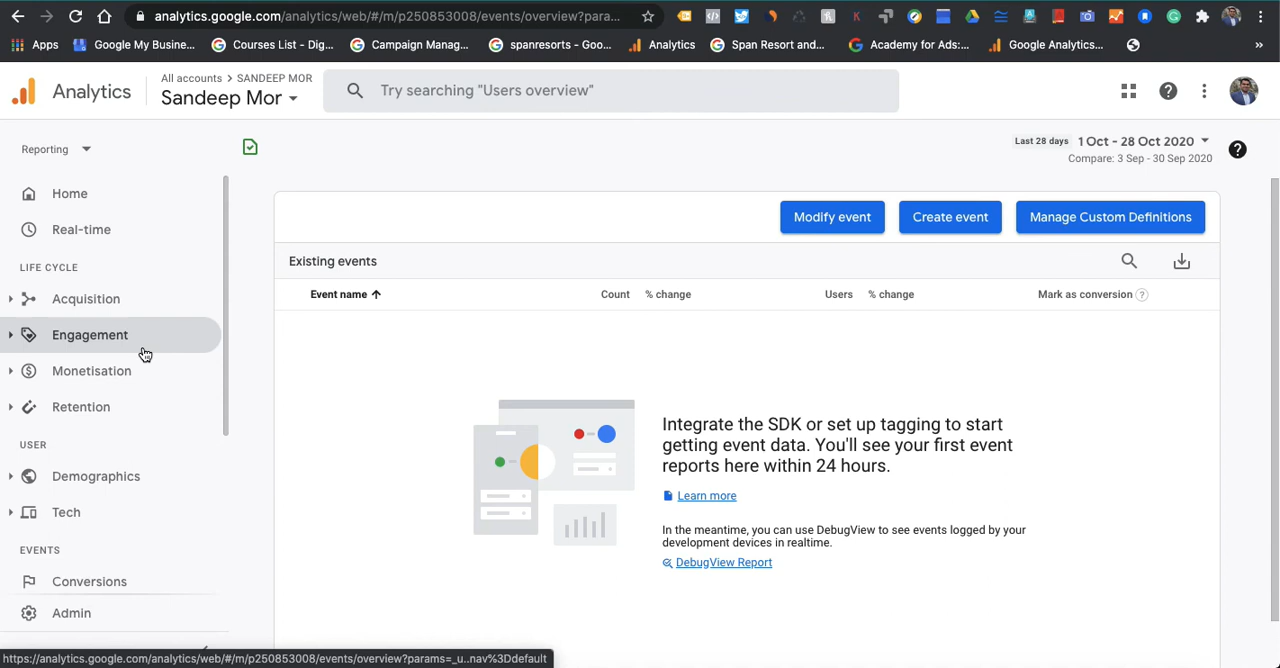 analytics.google.com/analytics/web/#/m/p250853008/events/overview?para...
Apps
Google My Busine...
Courses List - Dig...
Campaign Manag...
spanresorts - Goo...
Analytics
Span Resort and...
Academy for Ads:...
Google Analytics...
»
Analytics
All accounts > SANDEEP MOR
Sandeep Mor
Try searching "Users overview"
Reporting
Last 28 days 1 Oct - 28 Oct 2020
Compare: 3 Sep - 30 Sep 2020
Home
Real-time
LIFE CYCLE
Acquisition
Engagement
Monetisation
Retention
USER
Demographics
Tech
EVENTS
Conversions
Admin
Modify event
Create event
Manage Custom Definitions
Existing events
Event name
Count
% change
Users
% change
Mark as conversion
Integrate the SDK or set up tagging to start
getting event data. You'll see your first event
reports here within 24 hours.
Learn more
In the meantime, you can use DebugView to see events logged by your
development devices in realtime.
DebugView Report
https://analytics.google.com/analytics/web/#/m/p250853008/events/overview?params=_u..nav%3Ddefault